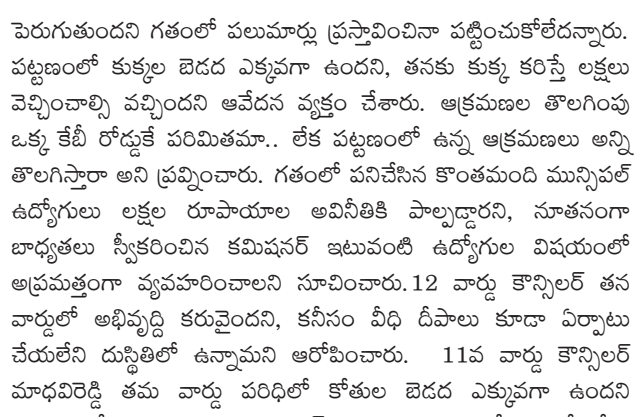 పెరుగుతుందని గతంలో పలుమార్లు ప్రస్తావించినా పట్టించుకోలేదన్నారు.
పట్టణంలో కుక్కల బెడద ఎక్కవగా ఉందని, తనకు కుక్క కరిస్తే లక్షలు
వెచ్చించాల్సి వచ్చిందని ఆవేదన వ్యక్తం చేశారు. ఆక్రమణల తొలగింపు
ఒక్క కేబీ రోడ్డుకే పరిమితమా.. లేక పట్టణంలో ఉన్న ఆక్రమణలు అన్ని
తొలగిస్తారా అని ప్రవ్నించారు. గతంలో పనిచేసిన కొంతమంది మున్సిపల్
ఉద్యోగులు లక్షల రూపాయాల అవినీతికి పాల్పడ్డారని, నూతనంగా
బాధ్యతలు స్వీకరించిన కమిషనర్ ఇటువంటి ఉద్యోగుల విషయంలో
అప్రమత్తంగా వ్యవహరించాలని సూచించారు. 12 వార్డు కౌన్సిలర్ తన
వార్డులో అభివృద్ది కరువైందని, కనీసం వీధి దీపాలు కూడా ఏర్పాటు
చేయలేని దుస్థితిలో ఉన్నామని ఆరోపించారు. 11వ వార్డు కౌన్సిలర్
మాధవిరెడ్డి తమ వార్డు పరిధిలో కోతుల బెడద ఎక్కువగా ఉందని